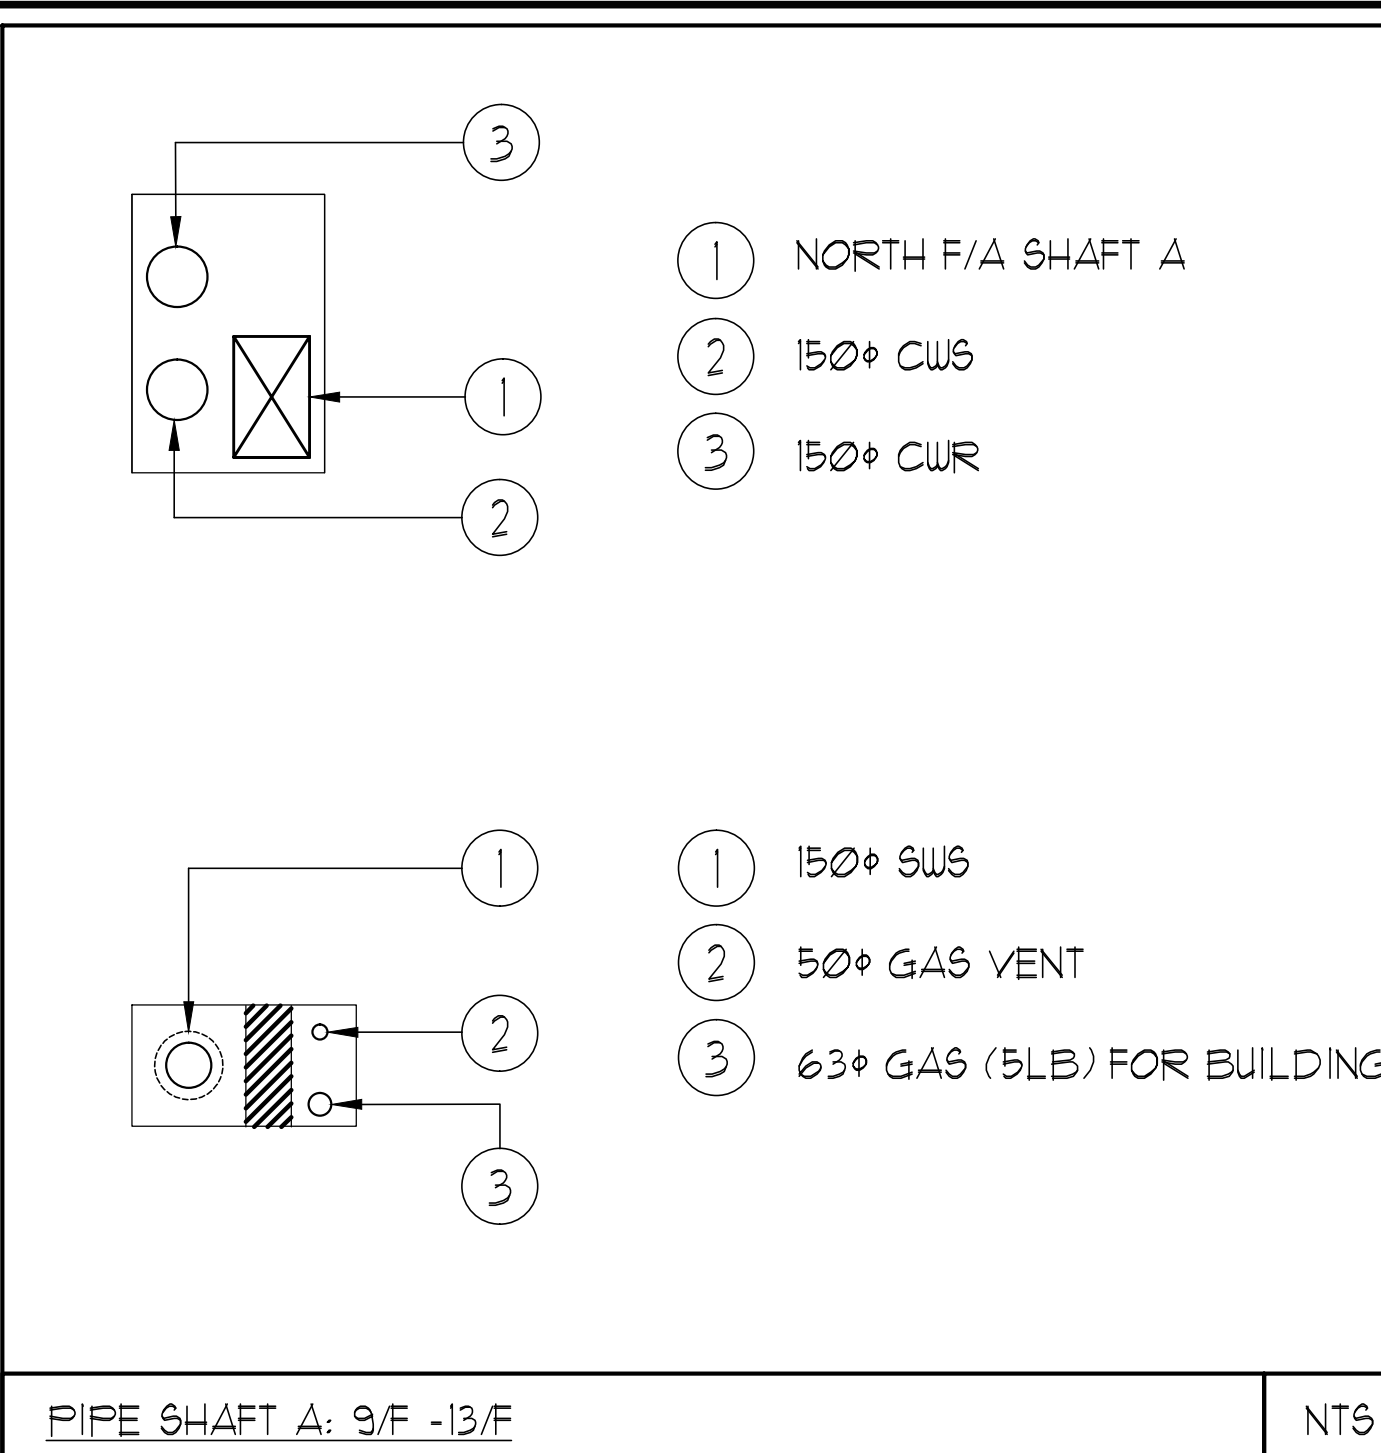 3
1
2
1 NORTH F/A SHAFT A
2 150ϕ CWS
3 150ϕ CWR
1
2
3
1 150ϕ SWS
2 50ϕ GAS VENT
3 63ϕ GAS (5LB) FOR BUILDING
PIPE SHAFT A: 9/F -13/F
NTS